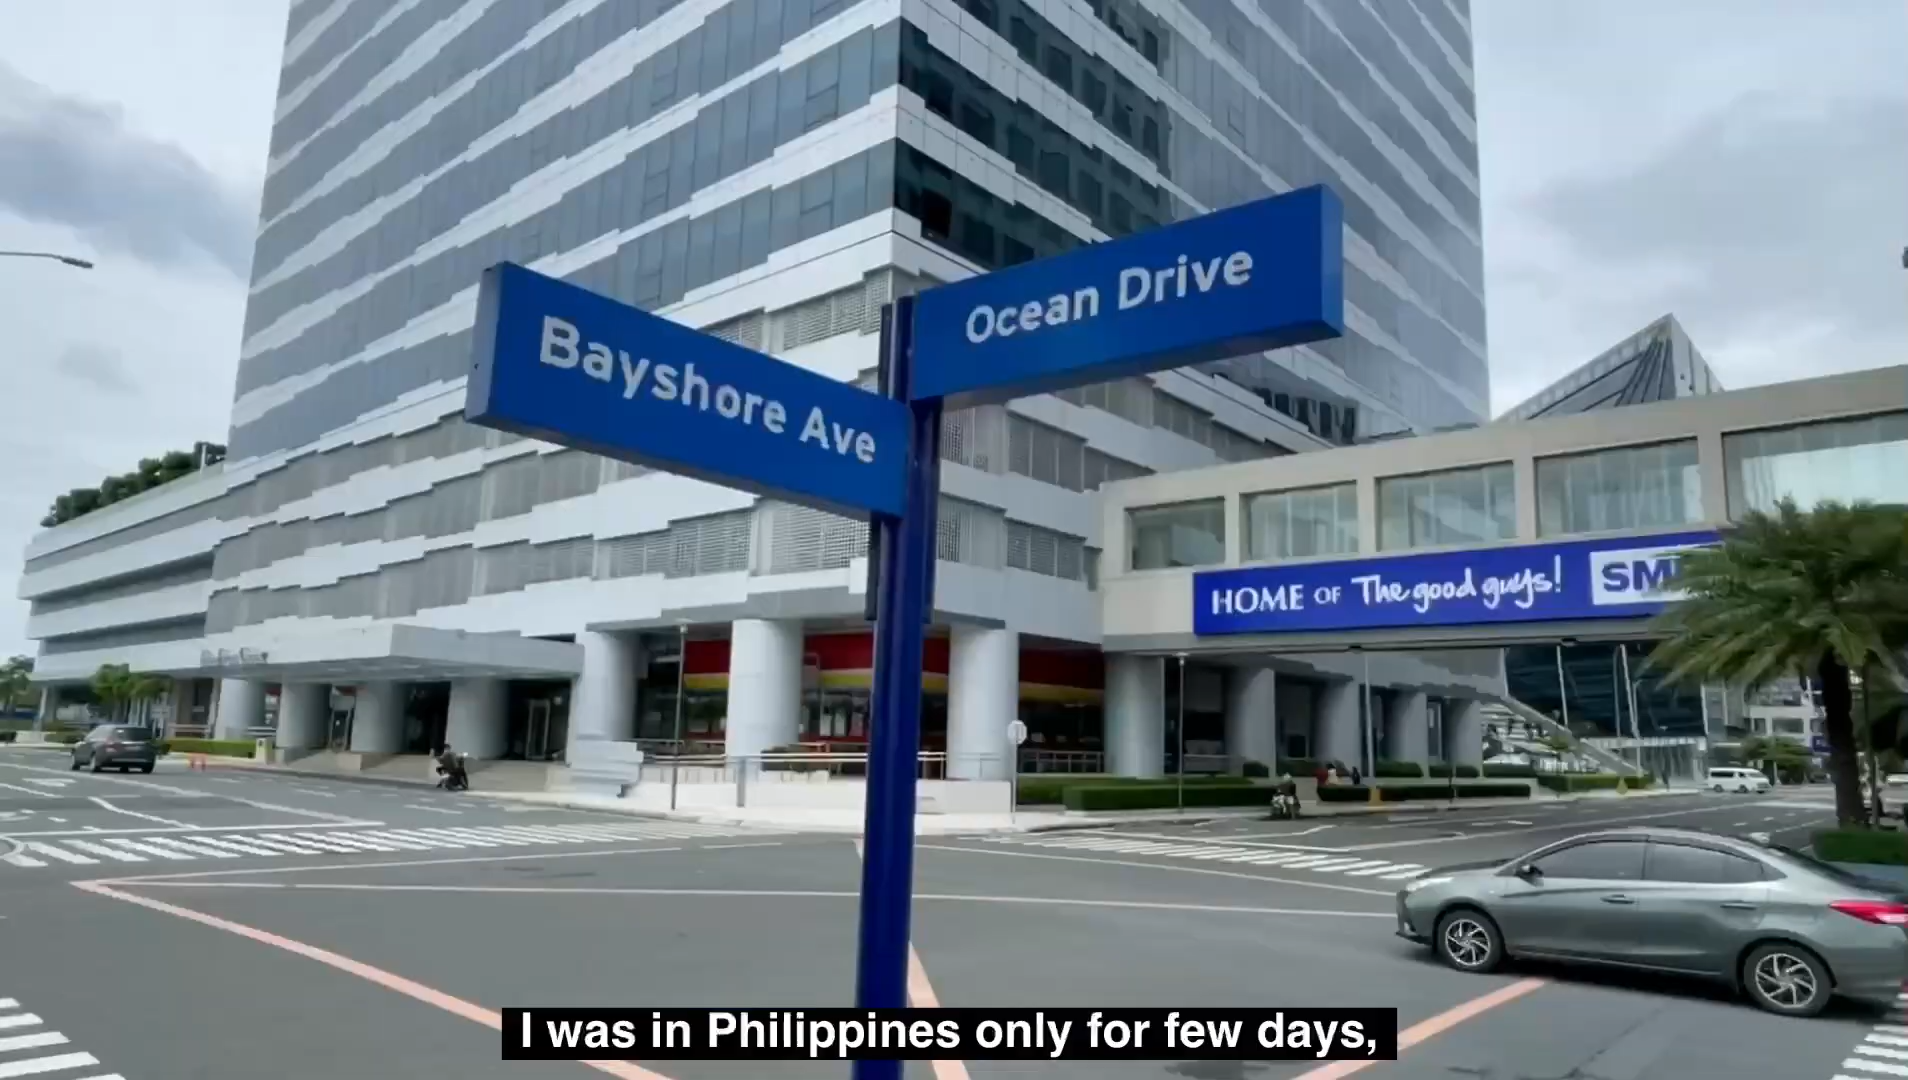 Ocean Drive
Bayshore Ave
HOME OF The good guys! SM
I was in Philippines only for few days,